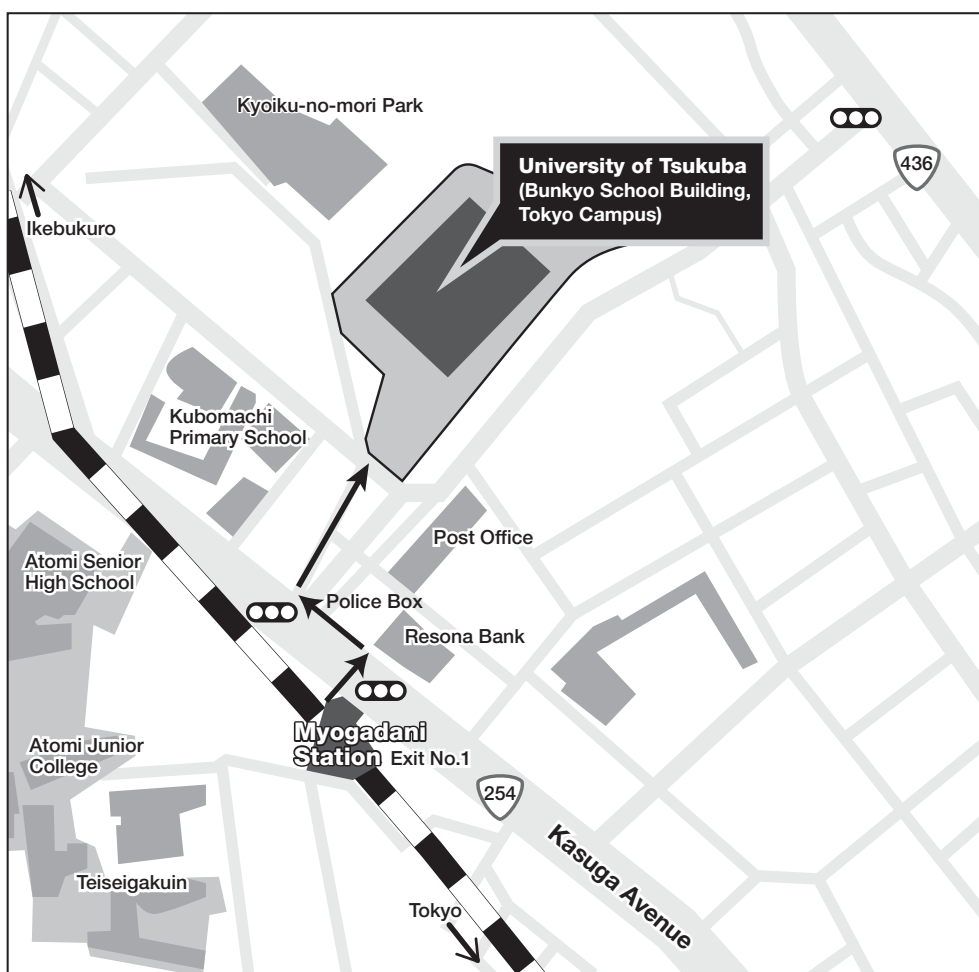 Kyoiku-no-mori Park
436
University of Tsukuba
(Bunkyo School Building,
Tokyo Campus)
Ikebukuro
Kubomachi
Primary School
Post Office
Atomi Senior
High School
Police Box
Resona Bank
Myogadani
Station Exit No.1
Atomi Junior
College
254
Kasuga Avenue
Teiseigakuin
Tokyo